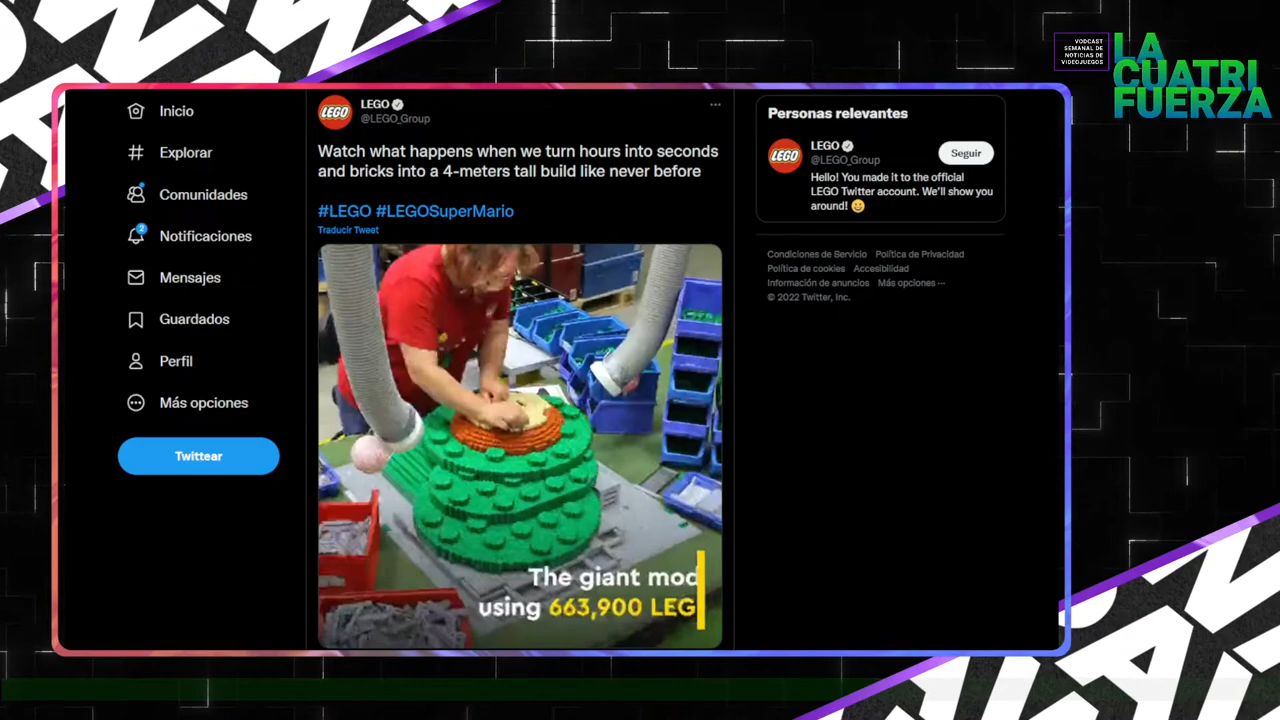 VODCAST
SEMANAL DE
NOTICIAS DE
VIDEOJUEGOS
LA
CUATRI
FUERZA
Inicio
Explorar
Comunidades
2
Notificaciones
Mensajes
Guardados
Perfil
Más opciones
Twittear
LEGO
LEGO
@LEGO_Group
Watch what happens when we turn hours into seconds
and bricks into a 4-meters tall build like never before
#LEGO #LEGOSuperMario
Traducir Tweet
The giant mod
using 663,900 LEG
Personas relevantes
LEGO
LEGO
@LEGO_Group
Seguir
Hello! You made it to the official
LEGO Twitter account. We'll show you
around!
Condiciones de Servicio Política de Privacidad
Política de cookies Accesibilidad
Información de anuncios Más opciones ···
© 2022 Twitter, Inc.